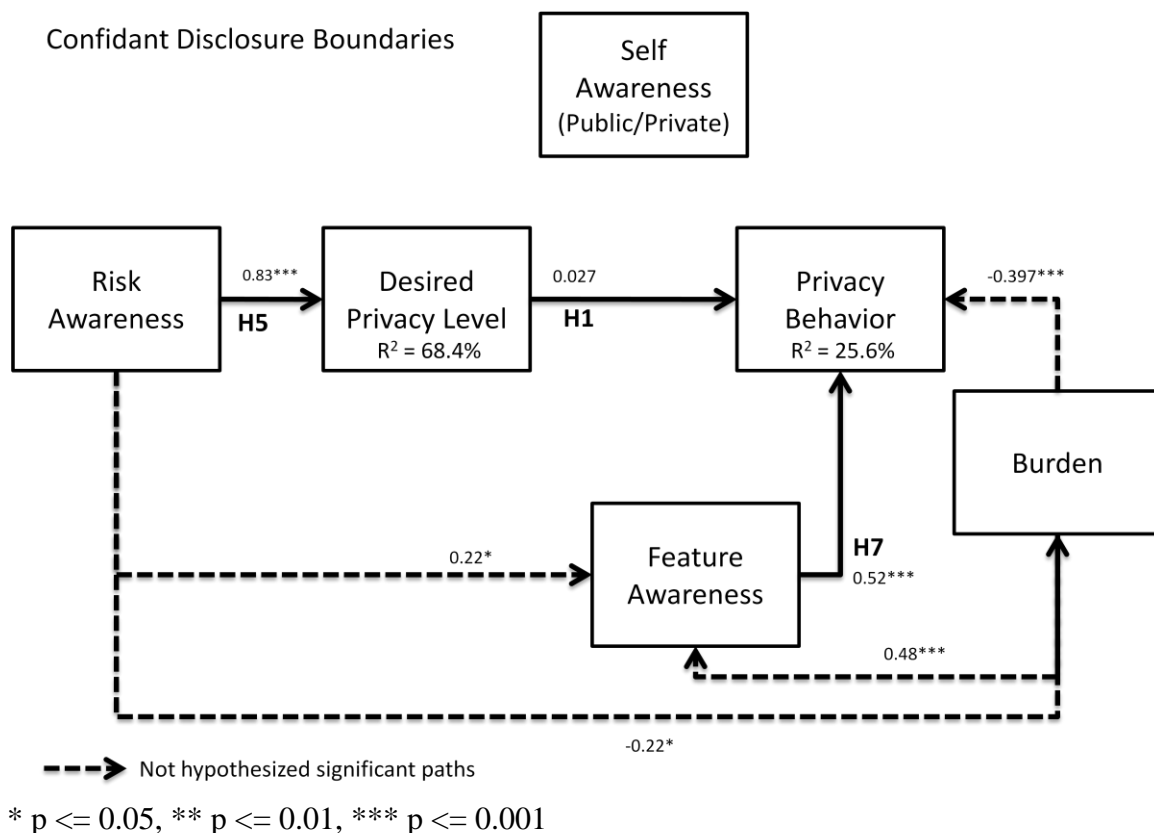 Confidant Disclosure Boundaries
Self
Awareness
(Public/Private)
Risk
Awareness
0.83***
H5
Desired
Privacy Level
R² = 68.4%
0.027
H1
Privacy
Behavior
R² = 25.6%
-0.397***
Burden
0.22*
Feature
Awareness
H7
0.52***
0.48***
-0.22*
Not hypothesized significant paths
* p <= 0.05, ** p <= 0.01, *** p <= 0.001